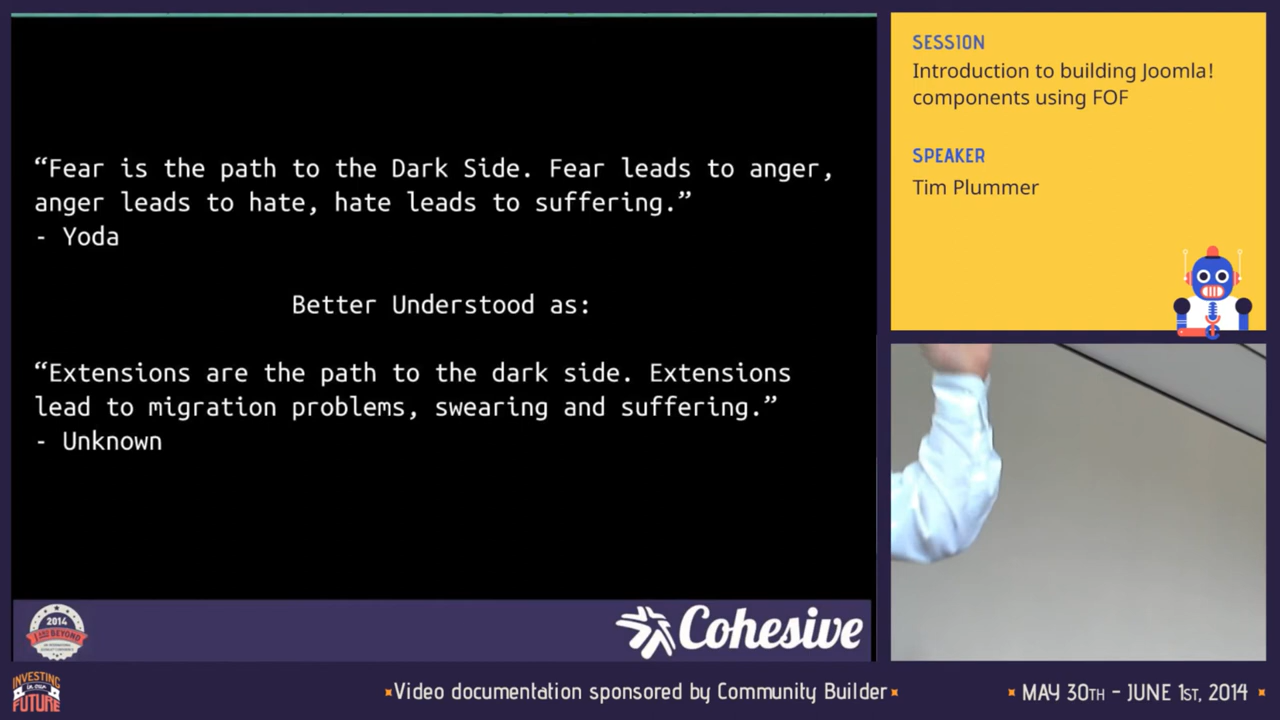 “Fear is the path to the Dark Side. Fear leads to anger,
anger leads to hate, hate leads to suffering.”
- Yoda
Better Understood as:
“Extensions are the path to the dark side. Extensions
lead to migration problems, swearing and suffering.”
- Unknown
2014
BEYOND
Cohesive
SESSION
Introduction to building Joomla!
components using FOF
SPEAKER
Tim Plummer
INVESTING
IN OUR
FUTURE
Video documentation sponsored by Community Builder
MAY 30TH - JUNE 1ST, 2014